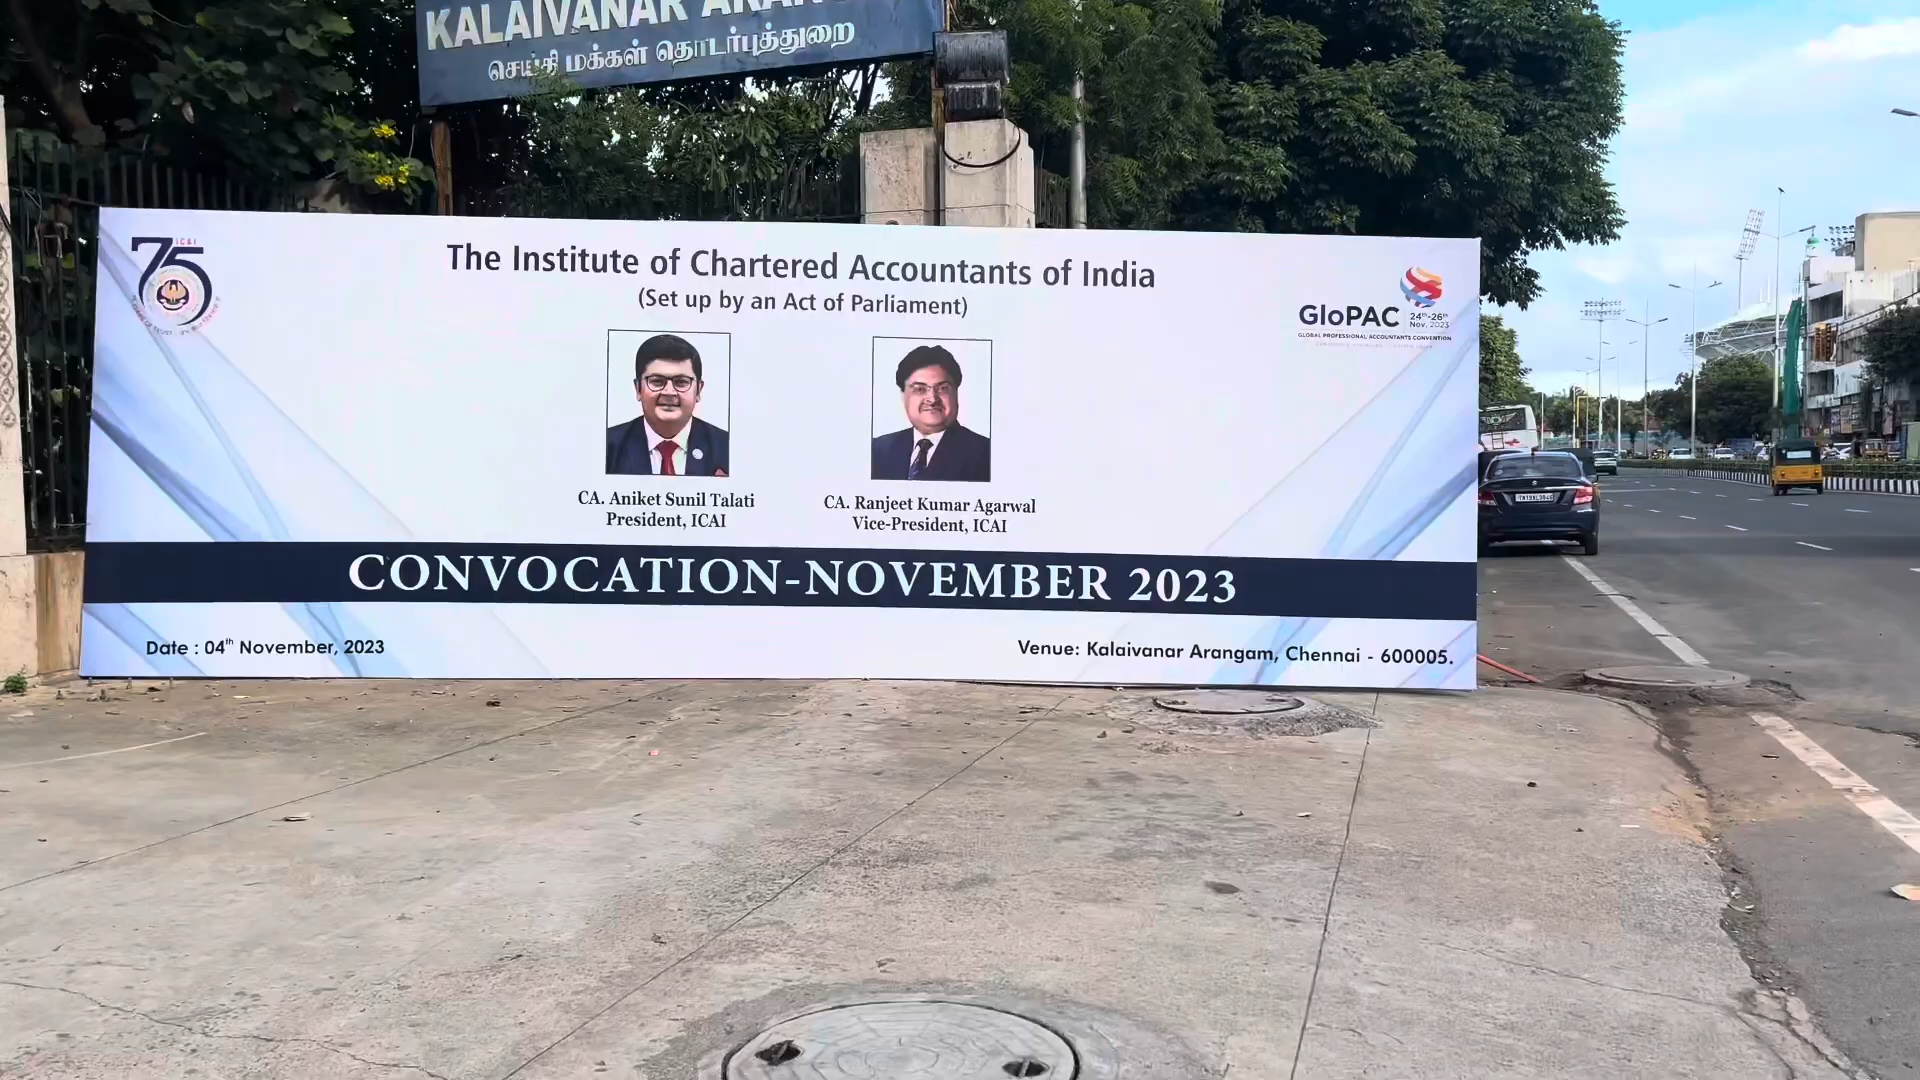 KALAIVANAR
செய்தி மக்கள் தொடர்புத்துறை
75
ICAI
The Institute of Chartered Accountants of India
(Set up by an Act of Parliament)
GloPAC
24th-26th
Nov. 2023
GLOBAL PROFESSIONAL ACCOUNTANTS CONVENTION
CA. Aniket Sunil Talati
President, ICAI
CA. Ranjeet Kumar Agarwal
Vice-President, ICAI
CONVOCATION-NOVEMBER 2023
Date : 04th November, 2023
Venue: Kalaivanar Arangam, Chennai - 600005.